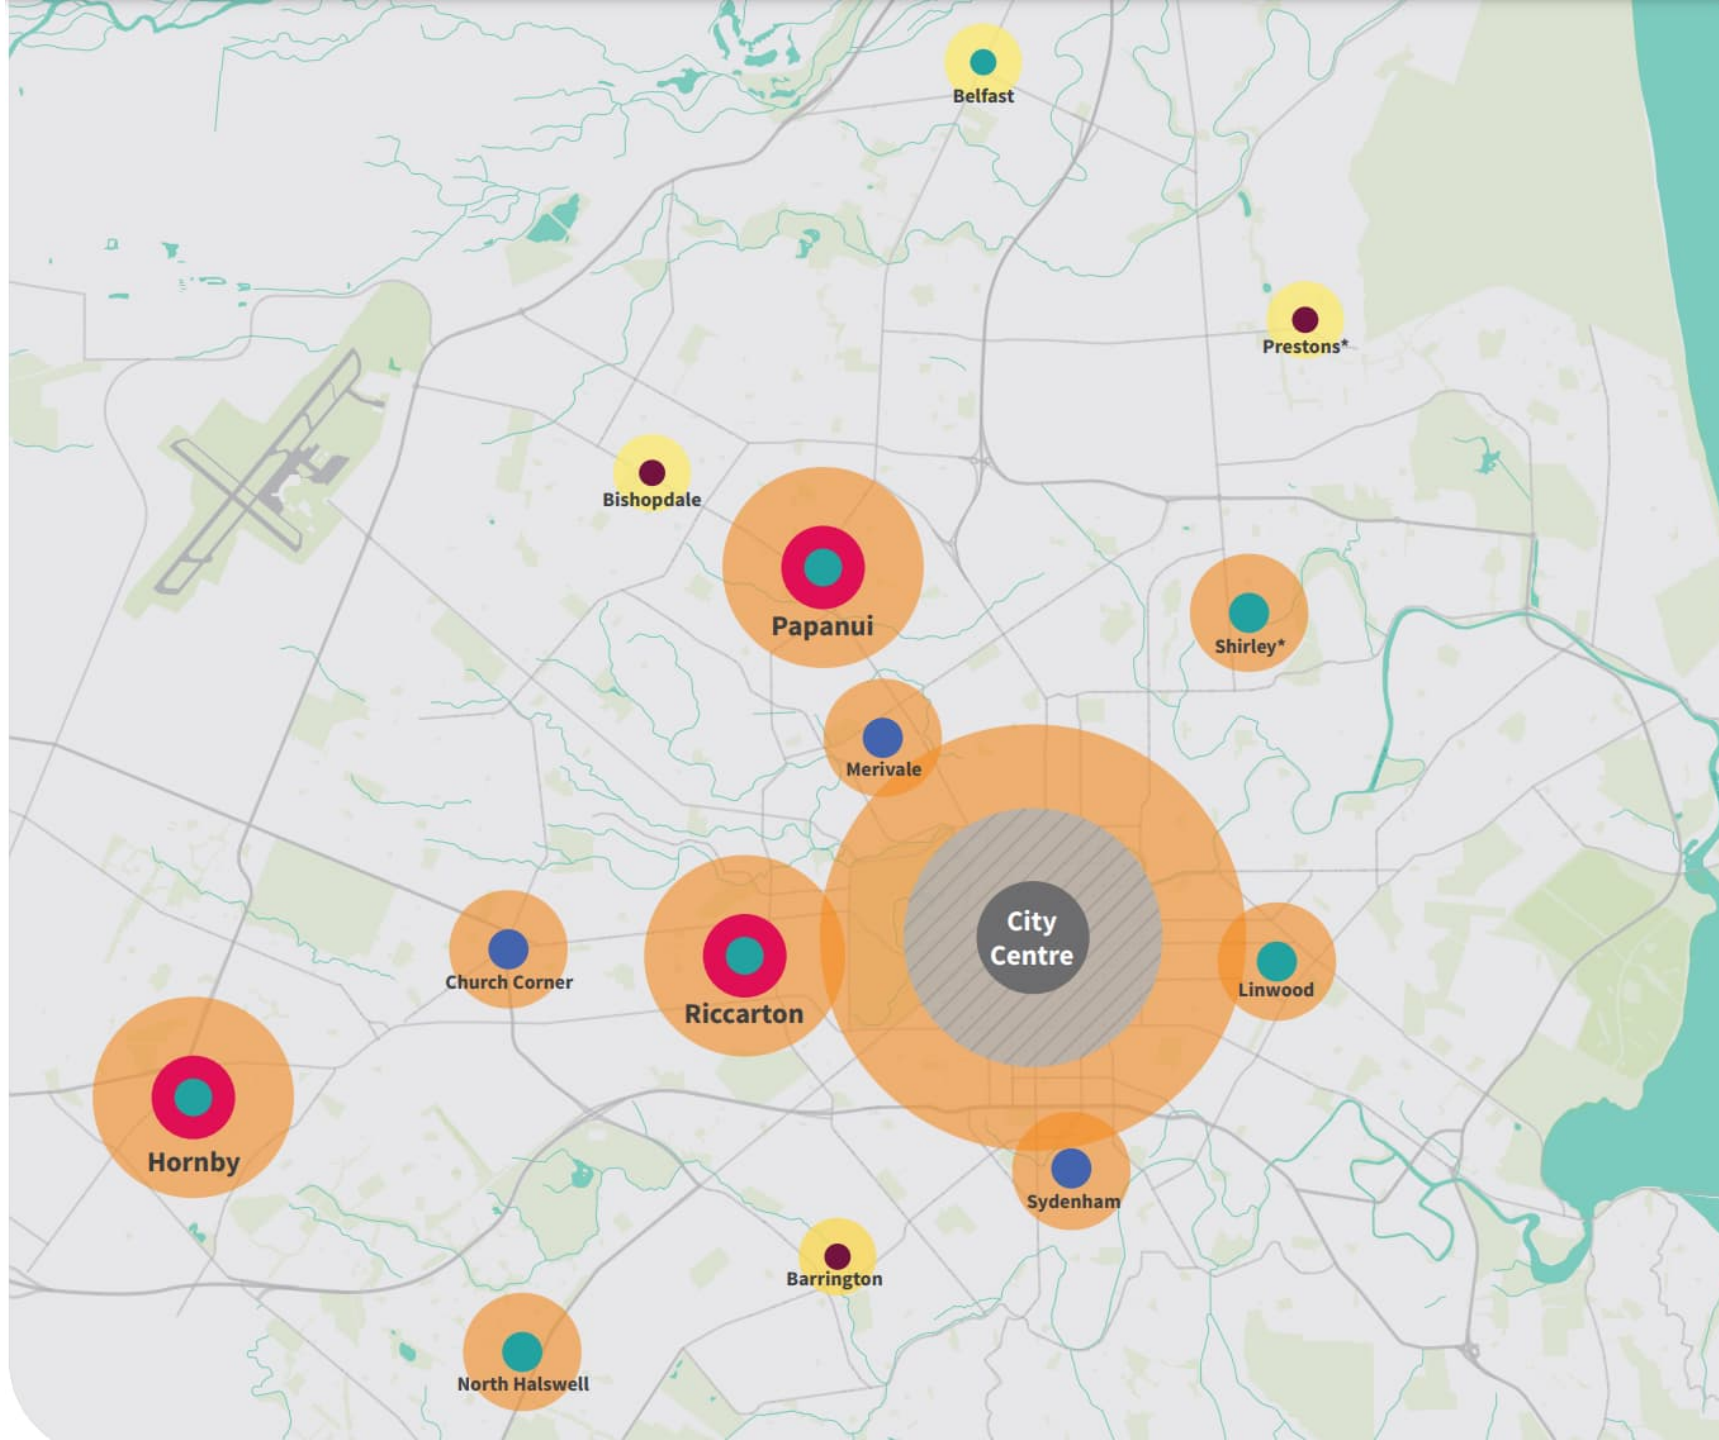 Belfast
Prestons*
Bishopdale
Papanui
Shirley*
Merivale
City
Centre
Church Corner
Riccarton
Linwood
Hornby
Sydenham
Barrington
North Halswell